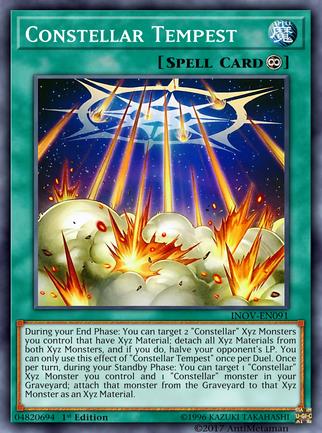 CONSTELLAR TEMPEST
[SPELL CARD]
INOV-EN091
During your End Phase: You can target 2 "Constellar" Xyz Monsters
you control that have Xyz Material; detach all Xyz Materials from
both Xyz Monsters, and if you do, halve your opponent's LP. You
can only use this effect of "Constellar Tempest" once per Duel. Once
per turn, during your Standby Phase: You can target 1 "Constellar"
Xyz Monster you control and 1 "Constellar" monster in your
Graveyard; attach that monster from the Graveyard to that Xyz
Monster as an Xyz Material.
04820694 1st Edition
©1996 KAZUKI TAKAHASHI
©2017 AntiMetaman